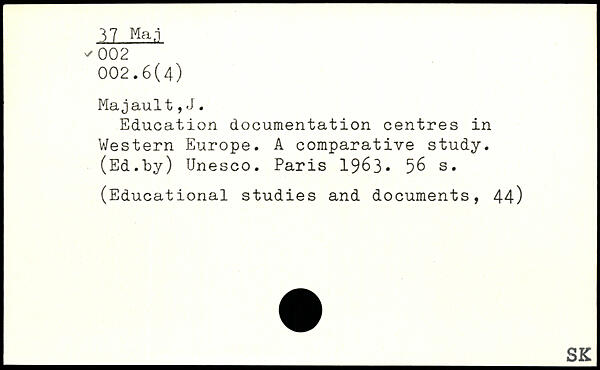 37 Maj
✓002
002.6(4)
Majault,J.
Education documentation centres in
Western Europe. A comparative study.
(Ed.by) Unesco. Paris 1963. 56 s.
(Educational studies and documents, 44)
SK